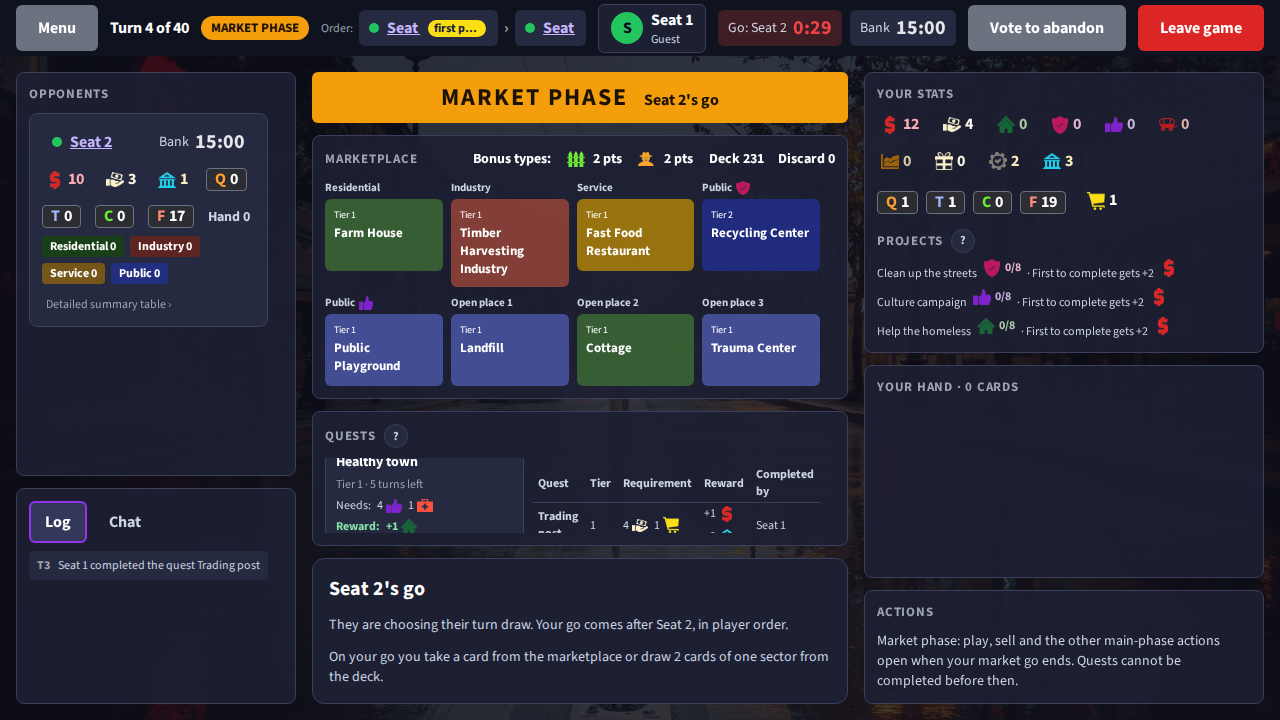 Menu
Turn 4 of 40
MARKET PHASE
Order:
Seat
first p...
›
Seat
S
Seat 1
Guest
Go: Seat 2 0:29
Bank 15:00
Vote to abandon
Leave game
OPPONENTS
Seat 2
Bank 15:00
10
3
1
Q 0
T 0
C 0
F 17
Hand 0
Residential 0
Industry 0
Service 0
Public 0
Detailed summary table ›
Log
Chat
T3 Seat 1 completed the quest Trading post
MARKET PHASE Seat 2's go
MARKETPLACE
Bonus types: 2 pts 2 pts Deck 231 Discard 0
Residential
Tier 1
Farm House
Industry
Tier 1
Timber
Harvesting
Industry
Service
Tier 1
Fast Food
Restaurant
Public
Tier 2
Recycling Center
Public
Tier 1
Public
Playground
Open place 1
Tier 1
Landfill
Open place 2
Tier 1
Cottage
Open place 3
Tier 1
Trauma Center
QUESTS ?
Healthy town
Tier 1 · 5 turns left
Needs: 4 1
Reward: +1
Quest Tier Requirement Reward Completed
by
Trading
post
1 4 1 +1 Seat 1
Seat 2's go
They are choosing their turn draw. Your go comes after Seat 2, in player order.
On your go you take a card from the marketplace or draw 2 cards of one sector from
the deck.
YOUR STATS
12 4 0 0 0 0
0 0 2 3
Q 1 T 1 C 0 F 19 1
PROJECTS ?
Clean up the streets 0/8 · First to complete gets +2
Culture campaign 0/8 · First to complete gets +2
Help the homeless 0/8 · First to complete gets +2
YOUR HAND · 0 CARDS
ACTIONS
Market phase: play, sell and the other main-phase actions
open when your market go ends. Quests cannot be
completed before then.